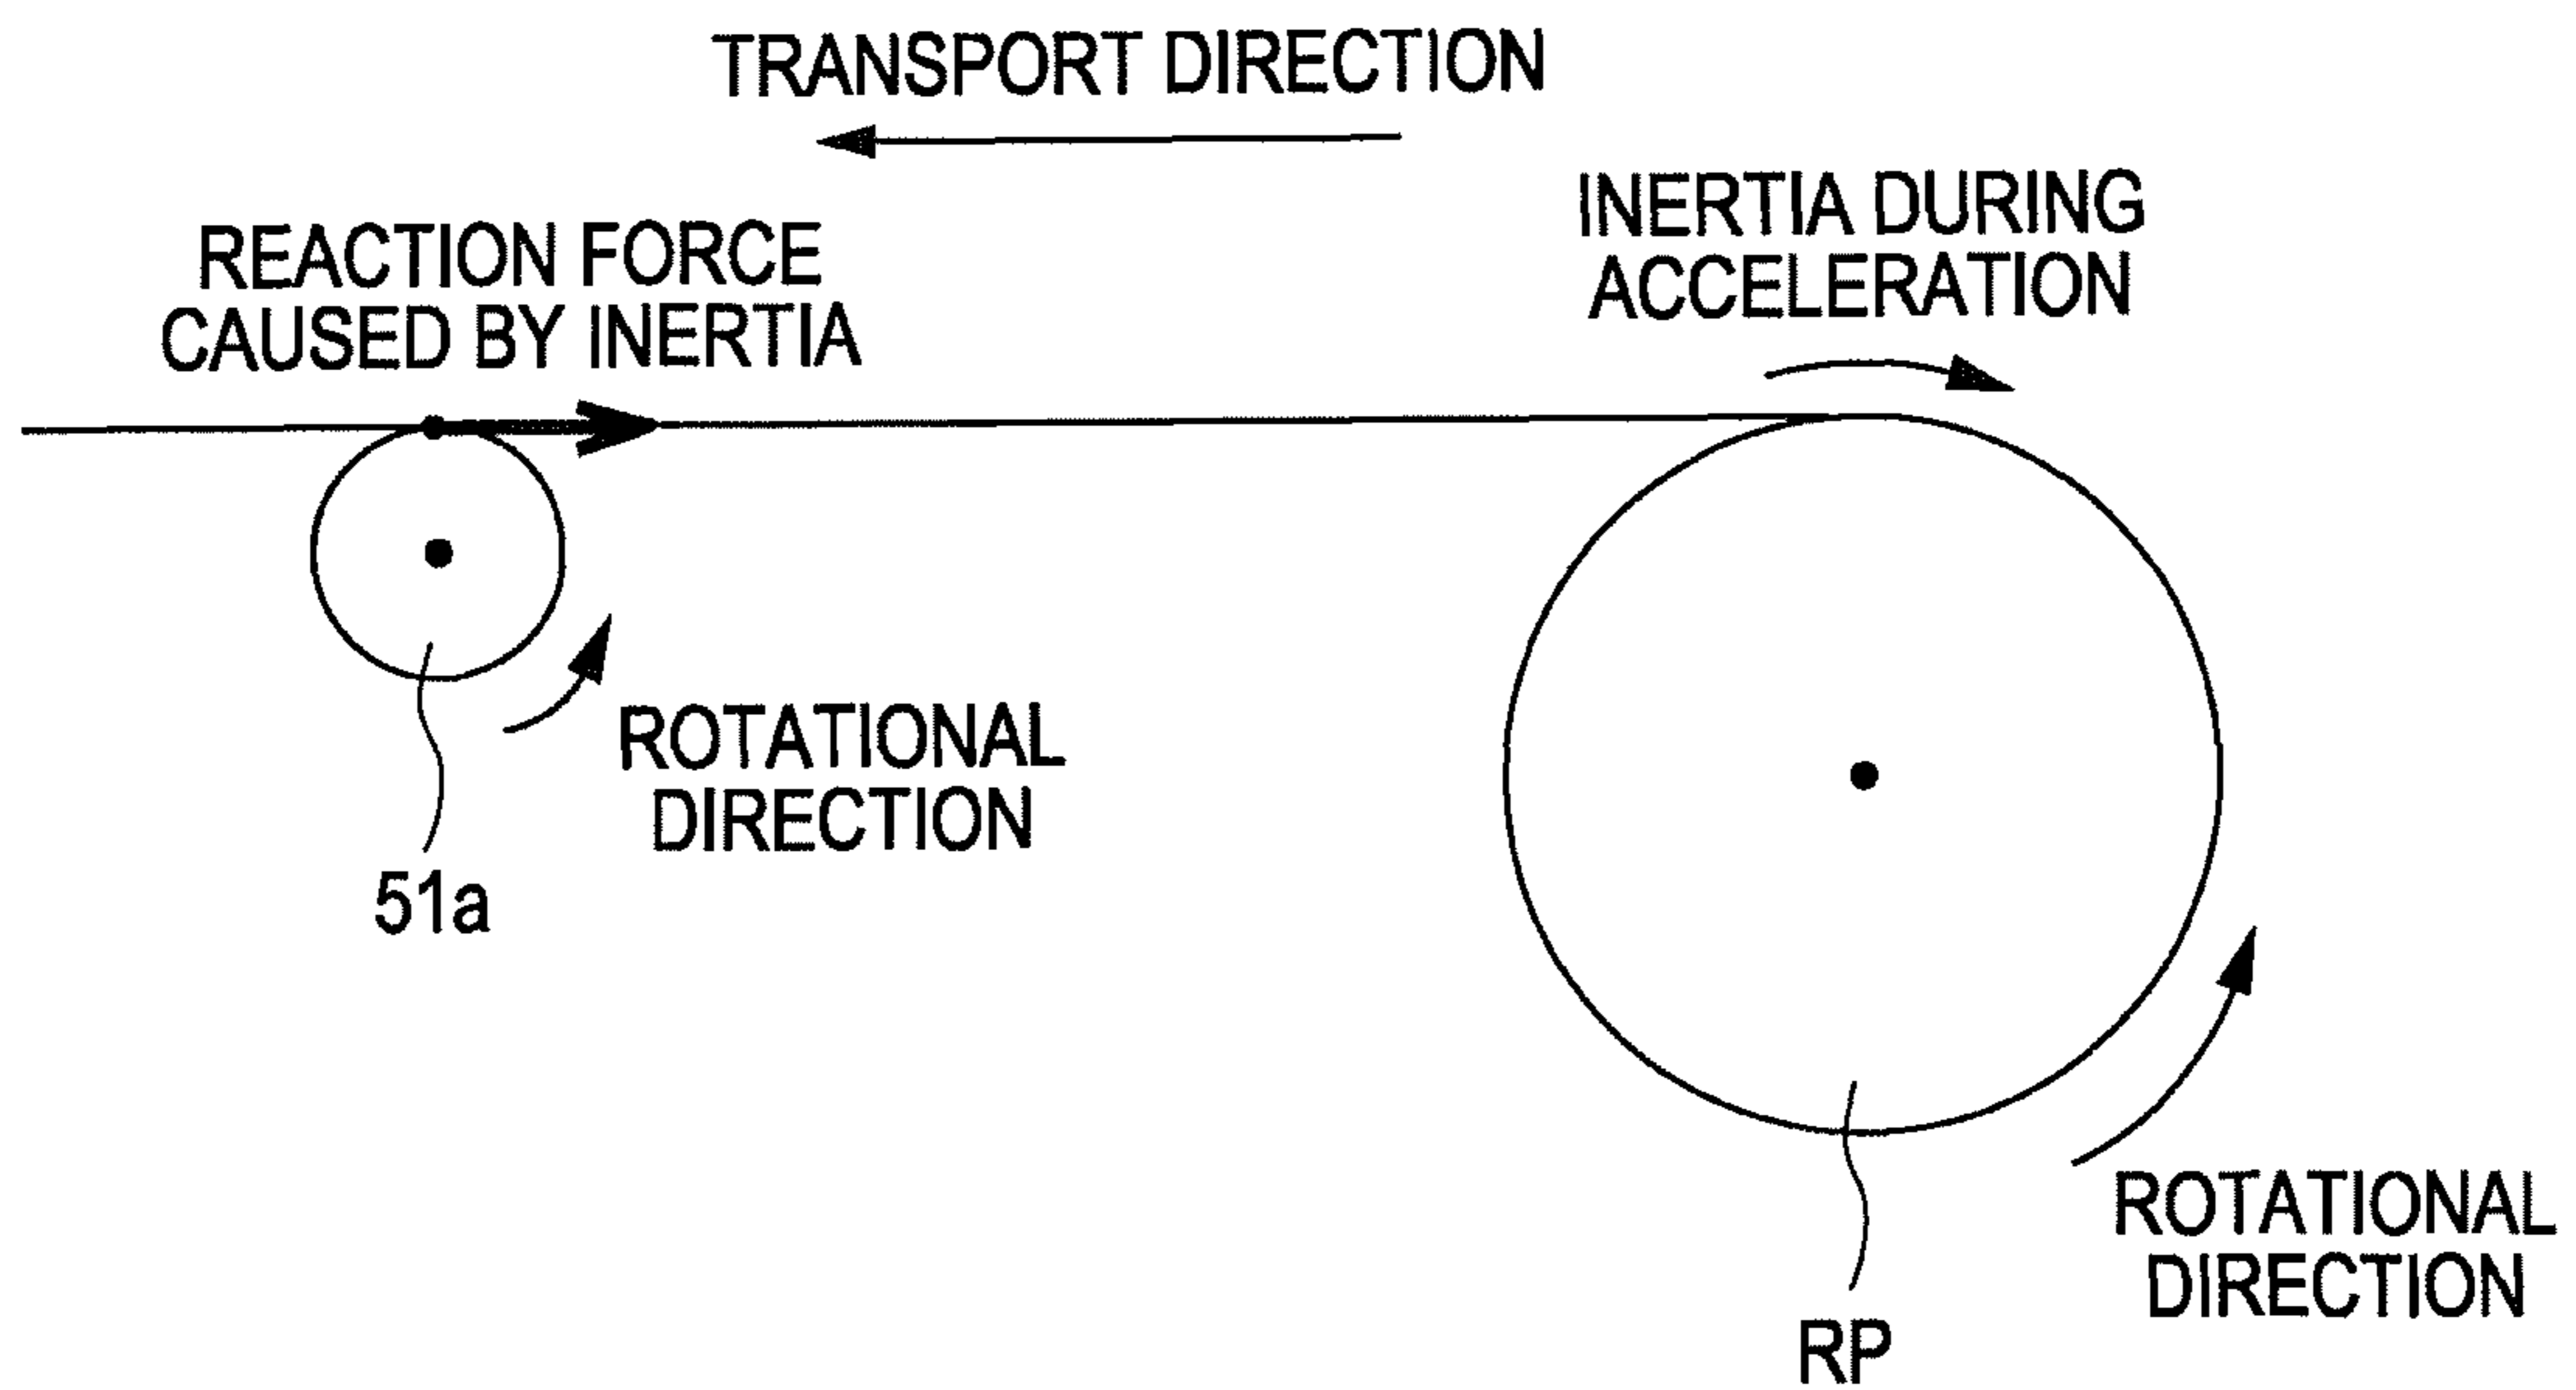 TRANSPORT DIRECTION
REACTION FORCE
CAUSED BY INERTIA
INERTIA DURING
ACCELERATION
ROTATIONAL
DIRECTION
51a
ROTATIONAL
DIRECTION
RP